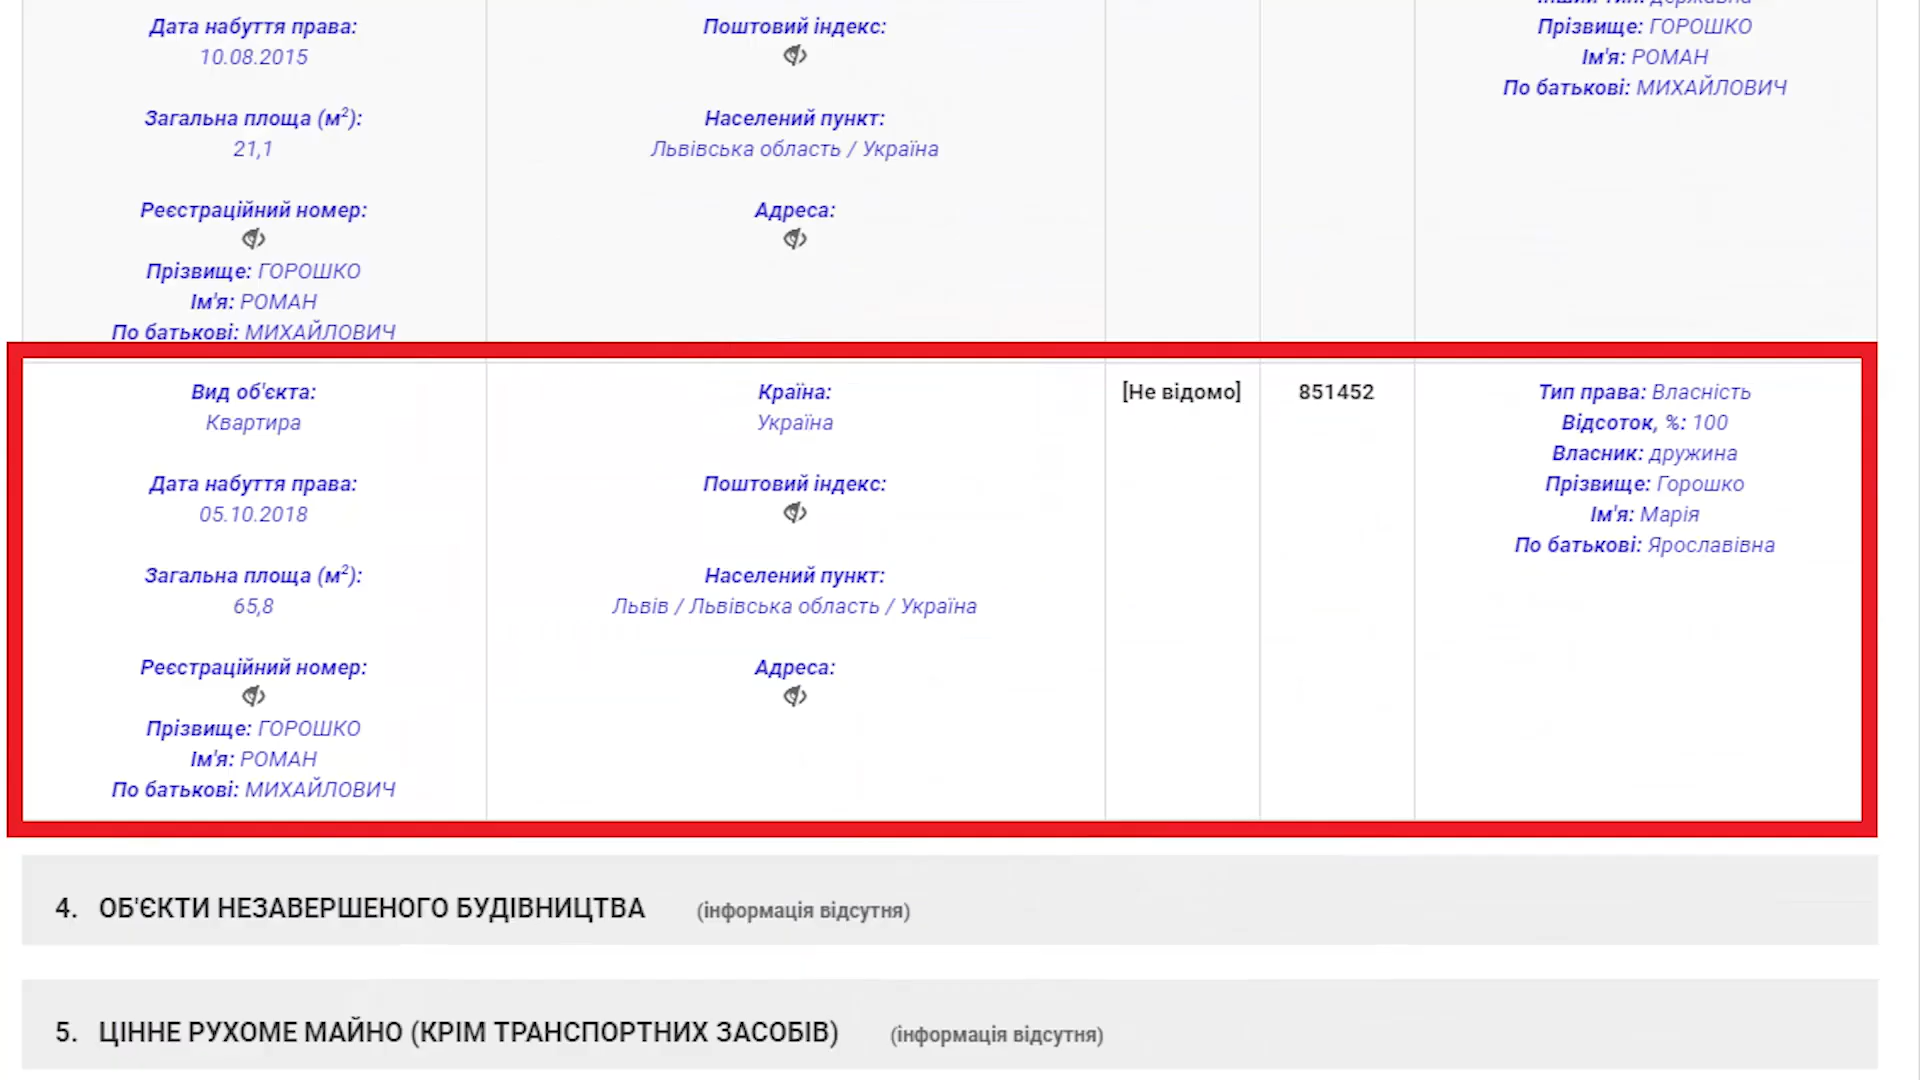 Дата набуття права:
10.08.2015
Загальна площа (м²):
21,1
Реєстраційний номер:
Прізвище: ГОРОШКО
Ім'я: РОМАН
По батькові: МИХАЙЛОВИЧ
Поштовий індекс:
Населений пункт:
Львівська область / Україна
Адреса:
Прізвище: ГОРОШКО
Ім'я: РОМАН
По батькові: МИХАЙЛОВИЧ
Вид об'єкта:
Квартира
Дата набуття права:
05.10.2018
Загальна площа (м²):
65,8
Реєстраційний номер:
Прізвище: ГОРОШКО
Ім'я: РОМАН
По батькові: МИХАЙЛОВИЧ
Країна:
Україна
Поштовий індекс:
Населений пункт:
Львів / Львівська область / Україна
Адреса:
[Не відомо]
851452
Тип права: Власність
Відсоток, %: 100
Власник: дружина
Прізвище: Горошко
Ім'я: Марія
По батькові: Ярославівна
4. ОБ'ЄКТИ НЕЗАВЕРШЕНОГО БУДІВНИЦТВА (інформація відсутня)
5. ЦІННЕ РУХОМЕ МАЙНО (КРІМ ТРАНСПОРТНИХ ЗАСОБІВ) (інформація відсутня)